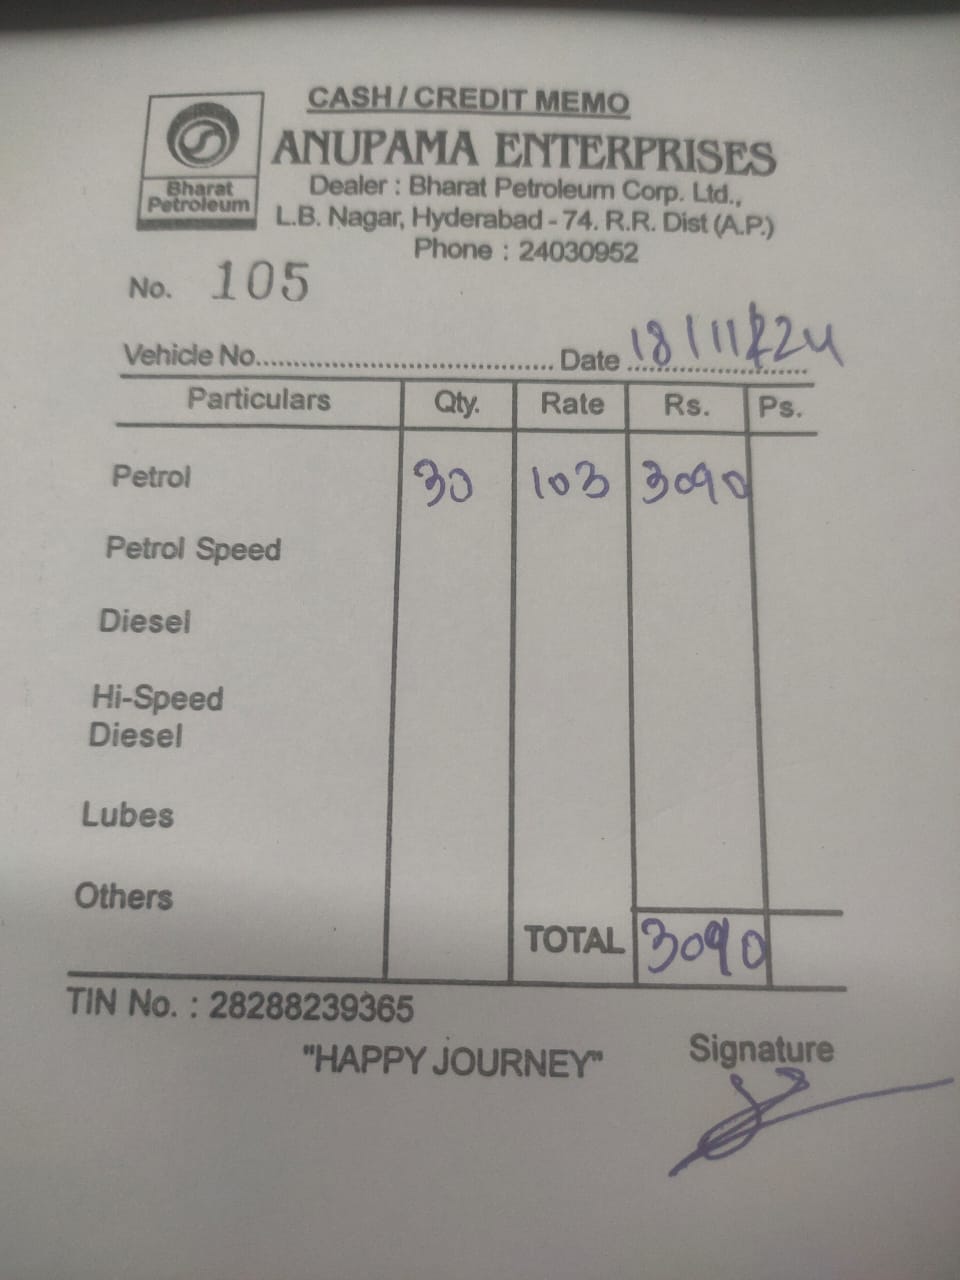 CASH / CREDIT MEMO
ANUPAMA ENTERPRISES
Bharat Petroleum
Dealer : Bharat Petroleum Corp. Ltd.,
L.B. Nagar, Hyderabad - 74. R.R. Dist (A.P.)
Phone : 24030952
No. 105
Vehicle No.................................... Date 18/11/24
Particulars Qty. Rate Rs. Ps.
Petrol 30 103 3090
Petrol Speed
Diesel
Hi-Speed
Diesel
Lubes
Others
TOTAL 3090
TIN No. : 28288239365
"HAPPY JOURNEY"
Signature